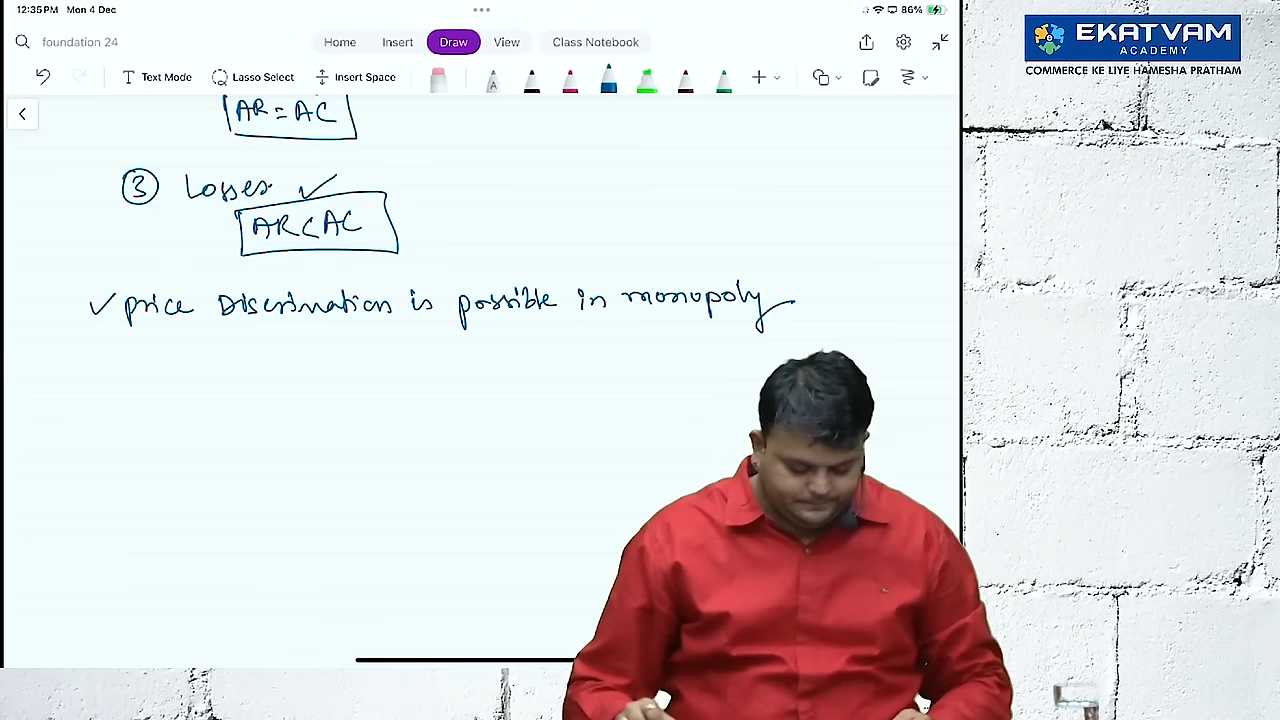 12:35 PM Mon 4 Dec
86%
foundation 24
Home Insert Draw View Class Notebook
Text Mode Lasso Select Insert Space
AR = AC
3 Losses ✓
AR < AC
✓ price Discrimation is possible in monopoly
EKATVAM
ACADEMY
COMMERCE KE LIYE HAMESHA PRATHAM